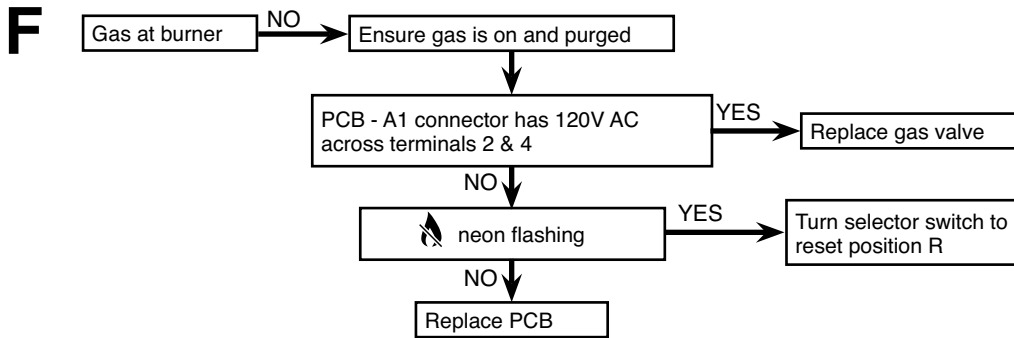 F
Gas at burner
NO
Ensure gas is on and purged
PCB - A1 connector has 120V AC
across terminals 2 & 4
YES
Replace gas valve
NO
neon flashing
YES
Turn selector switch to
reset position R
NO
Replace PCB